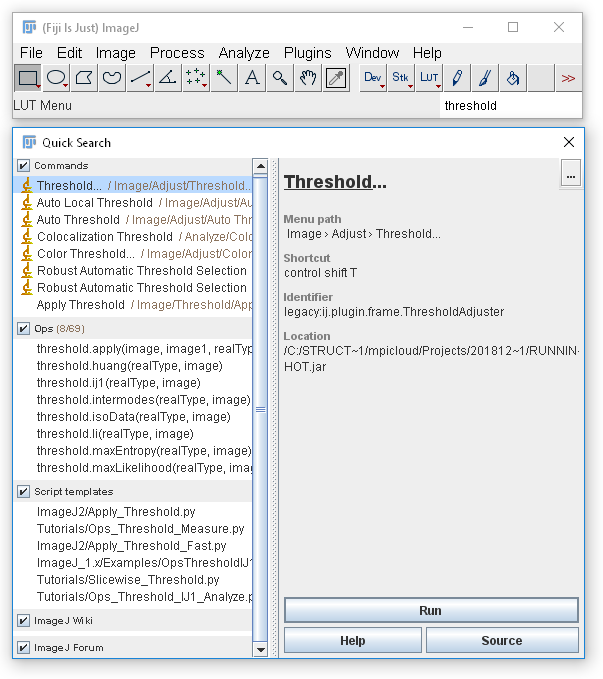 (Fiji Is Just) ImageJ
File Edit Image Process Analyze Plugins Window Help
A Dev Stk LUT >>
LUT Menu threshold
Quick Search
Commands
Threshold... / Image/Adjust/Threshold...
Auto Local Threshold / Image/Adjust/Au
Auto Threshold / Image/Adjust/Auto Thr
Colocalization Threshold / Analyze/Colo
Color Threshold... / Image/Adjust/Color
Robust Automatic Threshold Selection
Robust Automatic Threshold Selection
Apply Threshold / Image/Threshold/App
Ops (8/69)
threshold.apply(image, image1, realType
threshold.huang(realType, image)
threshold.ij1(realType, image)
threshold.intermodes(realType, image)
threshold.isoData(realType, image)
threshold.li(realType, image)
threshold.maxEntropy(realType, image)
threshold.maxLikelihood(realType, imag
Script templates
ImageJ2/Apply_Threshold.py
Tutorials/Ops_Threshold_Measure.py
ImageJ2/Apply_Threshold_Fast.py
ImageJ_1.x/Examples/OpsThresholdIJ1
Tutorials/Slicewise_Threshold.py
Tutorials/Ops_Threshold_IJ1_Analyze.p
ImageJ Wiki
ImageJ Forum
...
Threshold...
Menu path
Image › Adjust › Threshold...
Shortcut
control shift T
Identifier
legacy:ij.plugin.frame.ThresholdAdjuster
Location
/C:/STRUCT~1/mpicloud/Projects/201812~1/RUNNIN-
HOT.jar
Run
Help Source